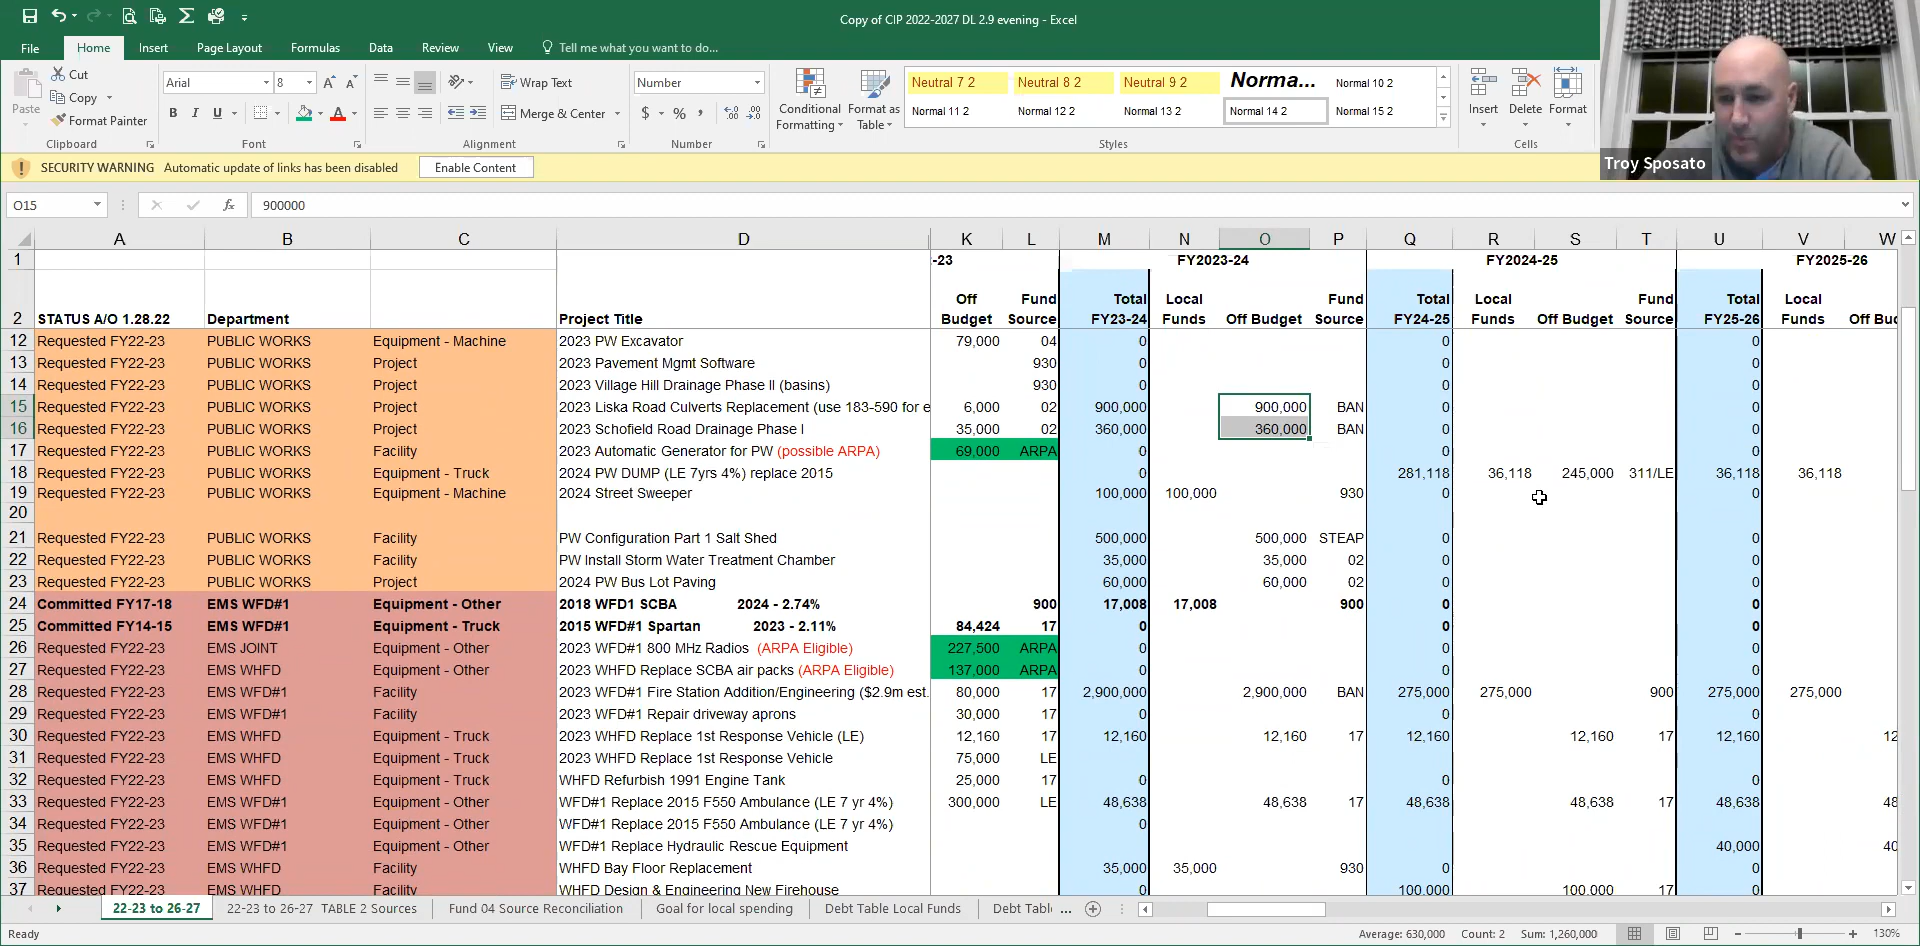 Copy of CIP 2022-2027 DL 2.9 evening - Excel
File Home Insert Page Layout Formulas Data Review View Tell me what you want to do...
Cut
Copy
Format Painter
Paste
Clipboard
Arial 8
B I U
Font
Wrap Text
Merge & Center
Alignment
Number
$ % ,
Number
Conditional Formatting
Format as Table
Neutral 7 2 Neutral 8 2 Neutral 9 2 Norma... Normal 10 2
Normal 11 2 Normal 12 2 Normal 13 2 Normal 14 2 Normal 15 2
Styles
Insert Delete Format
Cells
Troy Sposato
SECURITY WARNING Automatic update of links has been disabled Enable Content
O15 fx 900000
A B C D K L M N O P Q R S T U V W
1 -23 FY2023-24 FY2024-25 FY2025-26
Off Fund Total Local Fund Total Local Fund Total Local
2 STATUS A/O 1.28.22 Department Project Title Budget Source FY23-24 Funds Off Budget Source FY24-25 Funds Off Budget Source FY25-26 Funds Off Bud
12 Requested FY22-23 PUBLIC WORKS Equipment - Machine 2023 PW Excavator 79,000 04 0 0 0
13 Requested FY22-23 PUBLIC WORKS Project 2023 Pavement Mgmt Software 930 0 0 0
14 Requested FY22-23 PUBLIC WORKS Project 2023 Village Hill Drainage Phase II (basins) 930 0 0 0
15 Requested FY22-23 PUBLIC WORKS Project 2023 Liska Road Culverts Replacement (use 183-590 for e 6,000 02 900,000 900,000 BAN 0 0
16 Requested FY22-23 PUBLIC WORKS Project 2023 Schofield Road Drainage Phase I 35,000 02 360,000 360,000 BAN 0 0
17 Requested FY22-23 PUBLIC WORKS Facility 2023 Automatic Generator for PW (possible ARPA) 69,000 ARPA 0 0 0
18 Requested FY22-23 PUBLIC WORKS Equipment - Truck 2024 PW DUMP (LE 7yrs 4%) replace 2015 0 281,118 36,118 245,000 311/LE 36,118 36,118
19 Requested FY22-23 PUBLIC WORKS Equipment - Machine 2024 Street Sweeper 100,000 100,000 930 0 0
20
21 Requested FY22-23 PUBLIC WORKS Facility PW Configuration Part 1 Salt Shed 500,000 500,000 STEAP 0 0
22 Requested FY22-23 PUBLIC WORKS Facility PW Install Storm Water Treatment Chamber 35,000 35,000 02 0 0
23 Requested FY22-23 PUBLIC WORKS Project 2024 PW Bus Lot Paving 60,000 60,000 02 0 0
24 Committed FY17-18 EMS WFD#1 Equipment - Other 2018 WFD1 SCBA 2024 - 2.74% 900 17,008 17,008 900 0 0
25 Committed FY14-15 EMS WFD#1 Equipment - Truck 2015 WFD#1 Spartan 2023 - 2.11% 84,424 17 0 0 0
26 Requested FY22-23 EMS JOINT Equipment - Other 2023 WFD#1 800 MHz Radios (ARPA Eligible) 227,500 ARPA 0 0 0
27 Requested FY22-23 EMS WHFD Equipment - Other 2023 WHFD Replace SCBA air packs (ARPA Eligible) 137,000 ARPA 0 0 0
28 Requested FY22-23 EMS WFD#1 Facility 2023 WFD#1 Fire Station Addition/Engineering ($2.9m est. 80,000 17 2,900,000 2,900,000 BAN 275,000 275,000 900 275,000 275,000
29 Requested FY22-23 EMS WFD#1 Facility 2023 WFD#1 Repair driveway aprons 30,000 17 0 0 0
30 Requested FY22-23 EMS WHFD Equipment - Truck 2023 WHFD Replace 1st Response Vehicle (LE) 12,160 17 12,160 12,160 17 12,160 12,160 17 12,160 12
31 Requested FY22-23 EMS WHFD Equipment - Truck 2023 WHFD Replace 1st Response Vehicle 75,000 LE
32 Requested FY22-23 EMS WHFD Equipment - Truck WHFD Refurbish 1991 Engine Tank 25,000 17 0 0 0
33 Requested FY22-23 EMS WFD#1 Equipment - Other WFD#1 Replace 2015 F550 Ambulance (LE 7 yr 4%) 300,000 LE 48,638 48,638 17 48,638 48,638 17 48,638 48
34 Requested FY22-23 EMS WFD#1 Equipment - Other WFD#1 Replace 2015 F550 Ambulance (LE 7 yr 4%) 0
35 Requested FY22-23 EMS WFD#1 Equipment - Other WFD#1 Replace Hydraulic Rescue Equipment 40,000 40
36 Requested FY22-23 EMS WHFD Facility WHFD Bay Floor Replacement 35,000 35,000 930 0 0
37 Requested FY22-23 EMS WHFD Facility WHFD Design & Engineering New Firehouse 0 100,000 100,000 17 0
22-23 to 26-27 22-23 to 26-27 TABLE 2 Sources Fund 04 Source Reconciliation Goal for local spending Debt Table Local Funds Debt Tabl ...
Ready Average: 630,000 Count: 2 Sum: 1,260,000 130%